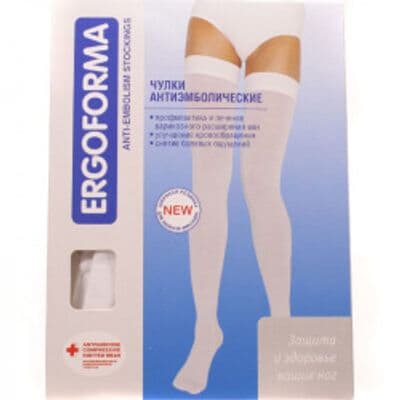 ERGOFORMA
ANTI-EMBOLISM STOCKINGS
ЧУЛКИ
АНТИЭМБОЛИЧЕСКИЕ
• профилактика и лечение
варикозного расширения вен
• улучшение кровообращения
• снятие болевых ощущений
NEW
Защита
и здоровье
ваших ног